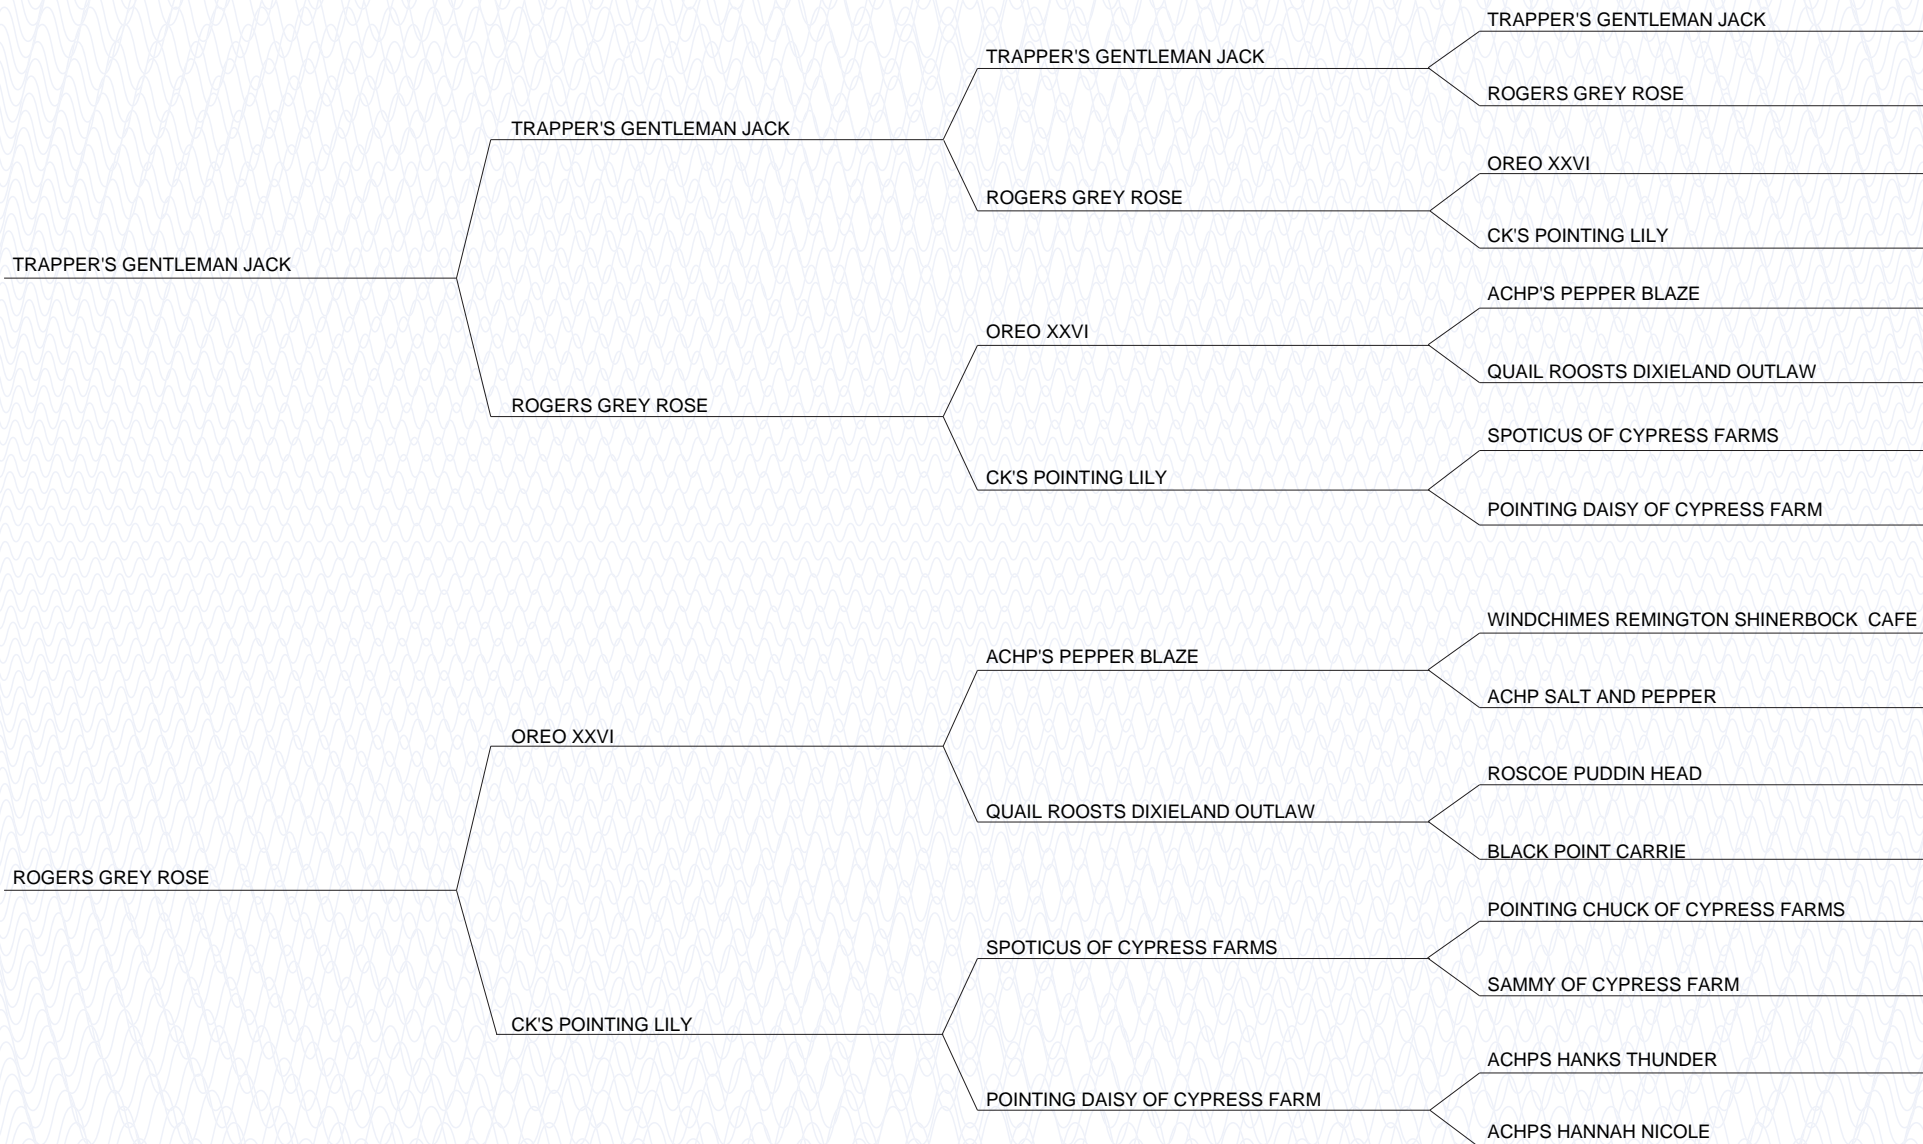 TRAPPER'S GENTLEMAN JACK
TRAPPER'S GENTLEMAN JACK
TRAPPER'S GENTLEMAN JACK
TRAPPER'S GENTLEMAN JACK
ROGERS GREY ROSE
ROGERS GREY ROSE
OREO XXVI
CK'S POINTING LILY
ROGERS GREY ROSE
OREO XXVI
ACHP'S PEPPER BLAZE
QUAIL ROOSTS DIXIELAND OUTLAW
CK'S POINTING LILY
SPOTICUS OF CYPRESS FARMS
POINTING DAISY OF CYPRESS FARM
ROGERS GREY ROSE
OREO XXVI
ACHP'S PEPPER BLAZE
WINDCHIMES REMINGTON SHINERBOCK  CAFE
ACHP SALT AND PEPPER
QUAIL ROOSTS DIXIELAND OUTLAW
ROSCOE PUDDIN HEAD
BLACK POINT CARRIE
CK'S POINTING LILY
SPOTICUS OF CYPRESS FARMS
POINTING CHUCK OF CYPRESS FARMS
SAMMY OF CYPRESS FARM
POINTING DAISY OF CYPRESS FARM
ACHPS HANKS THUNDER
ACHPS HANNAH NICOLE